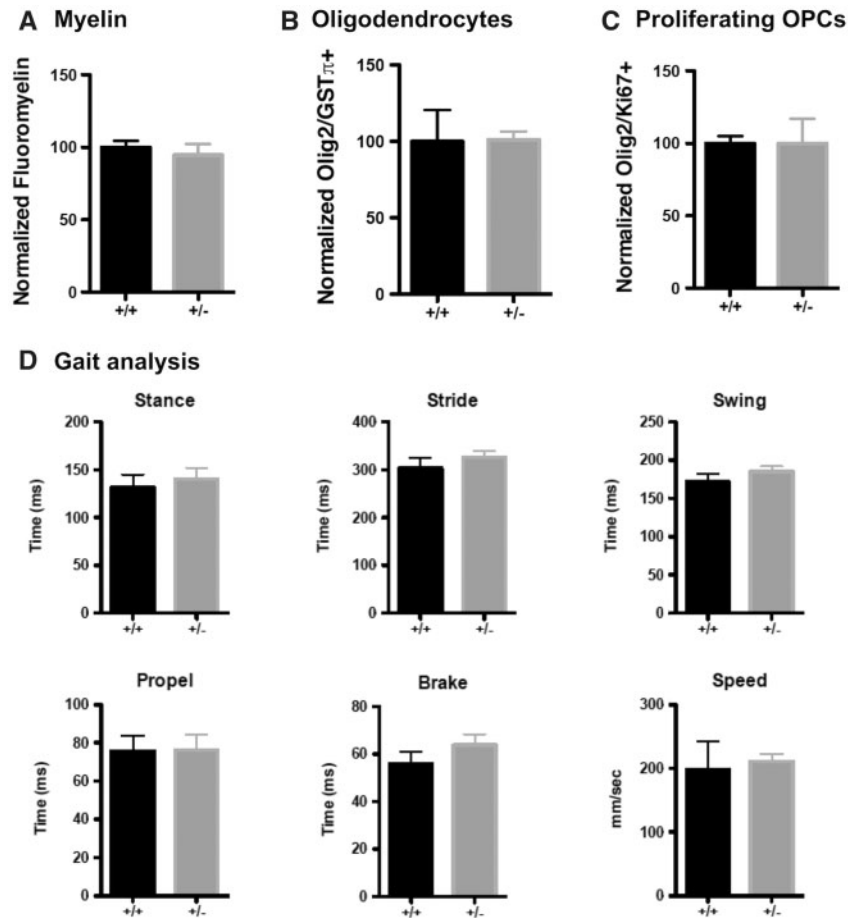 A Myelin
Normalized Fluoromyelin
150
100
50
0
+/+ +/-
B Oligodendrocytes
Normalized Olig2/GSTπ+
150
100
50
0
+/+ +/-
C Proliferating OPCs
Normalized Olig2/Ki67+
150
100
50
0
+/+ +/-
D Gait analysis
Stance
Time (ms)
200
150
100
50
0
+/+ +/-
Stride
Time (ms)
400
300
200
100
0
+/+ +/-
Swing
Time (ms)
250
200
150
100
50
0
+/+ +/-
Propel
Time (ms)
100
80
60
40
20
0
+/+ +/-
Brake
Time (ms)
80
60
40
20
0
+/+ +/-
Speed
mm/sec
300
200
100
0
+/+ +/-